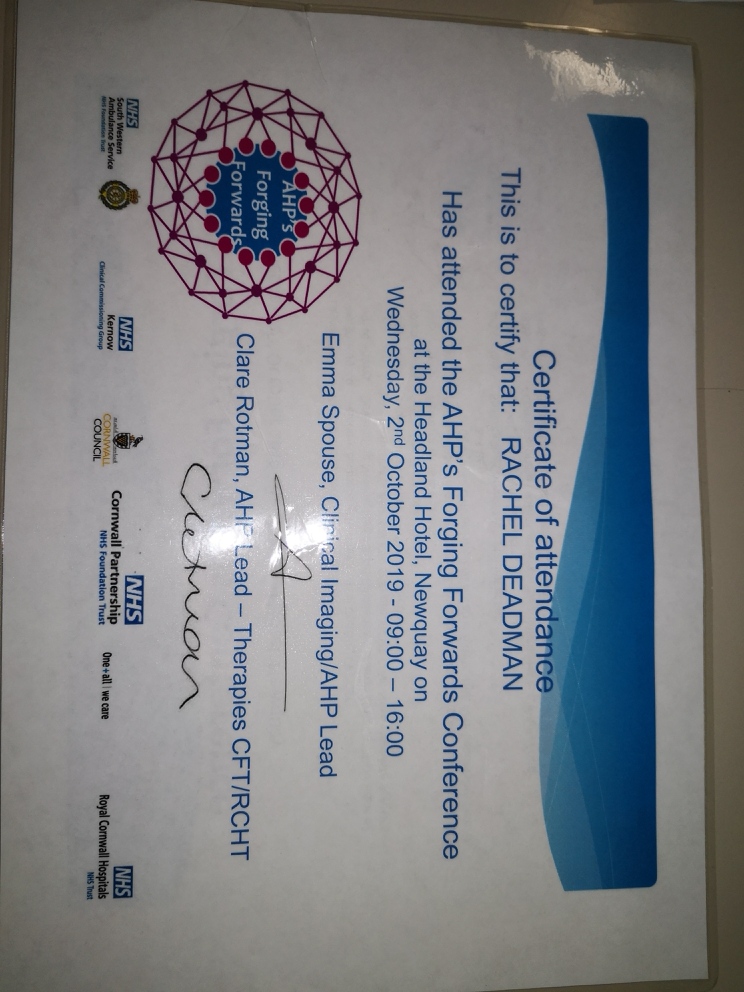 Certificate of attendance
This is to certify that: RACHEL DEADMAN
Has attended the AHP's Forging Forwards Conference
at the Headland Hotel, Newquay on
Wednesday, 2nd October 2019 - 09:00 – 16:00
Emma Spouse, Clinical Imaging/AHP Lead
Clare Rotman, AHP Lead – Therapies CFT/RCHT
AHP's
Forging
Forwards
NHS
South Western
Ambulance Service
NHS Foundation Trust
NHS
Kernow
Clinical Commissioning Group
CORNWALL
COUNCIL
NHS
Cornwall Partnership
NHS Foundation Trust
One + all | we care
NHS
Royal Cornwall Hospitals
NHS Trust